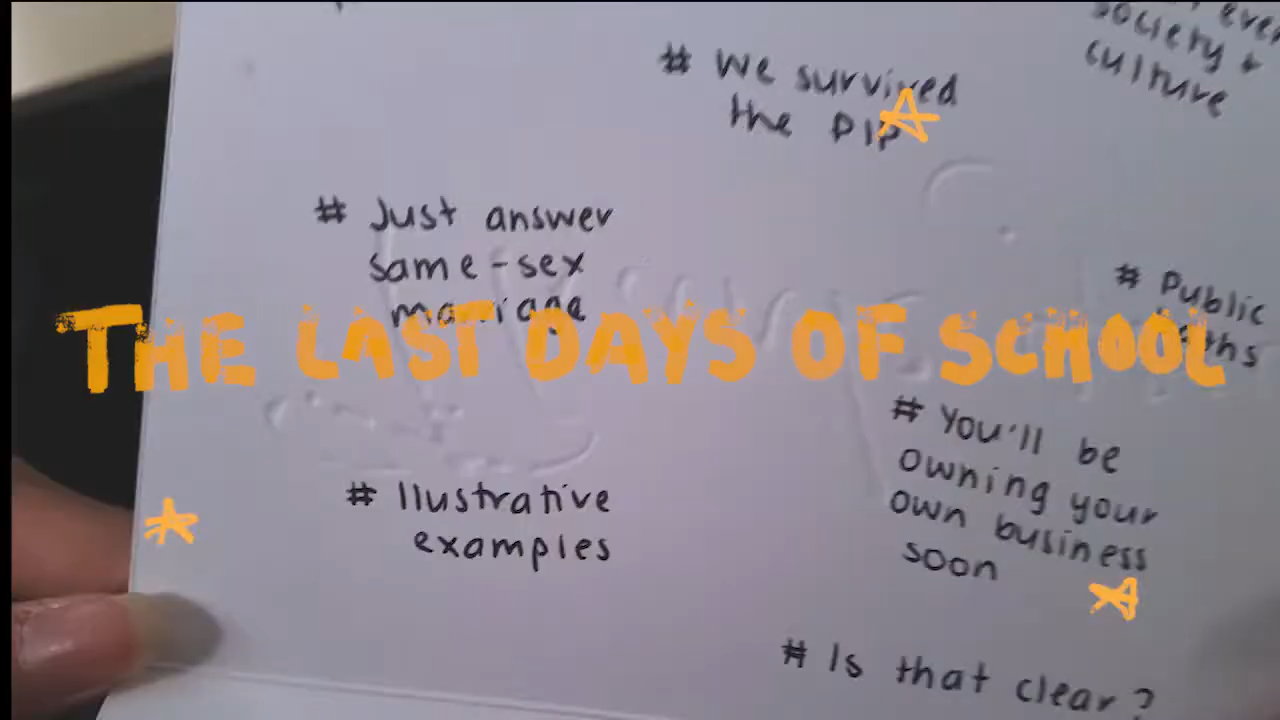 , ever
society +
culture
# We survived
the PIP
# Just answer
same-sex
marriage
# Public
THE LAST DAYS OF SCHOOL
# You'll be
owning your
own business
soon
# Illustrative
examples
# Is that clear?